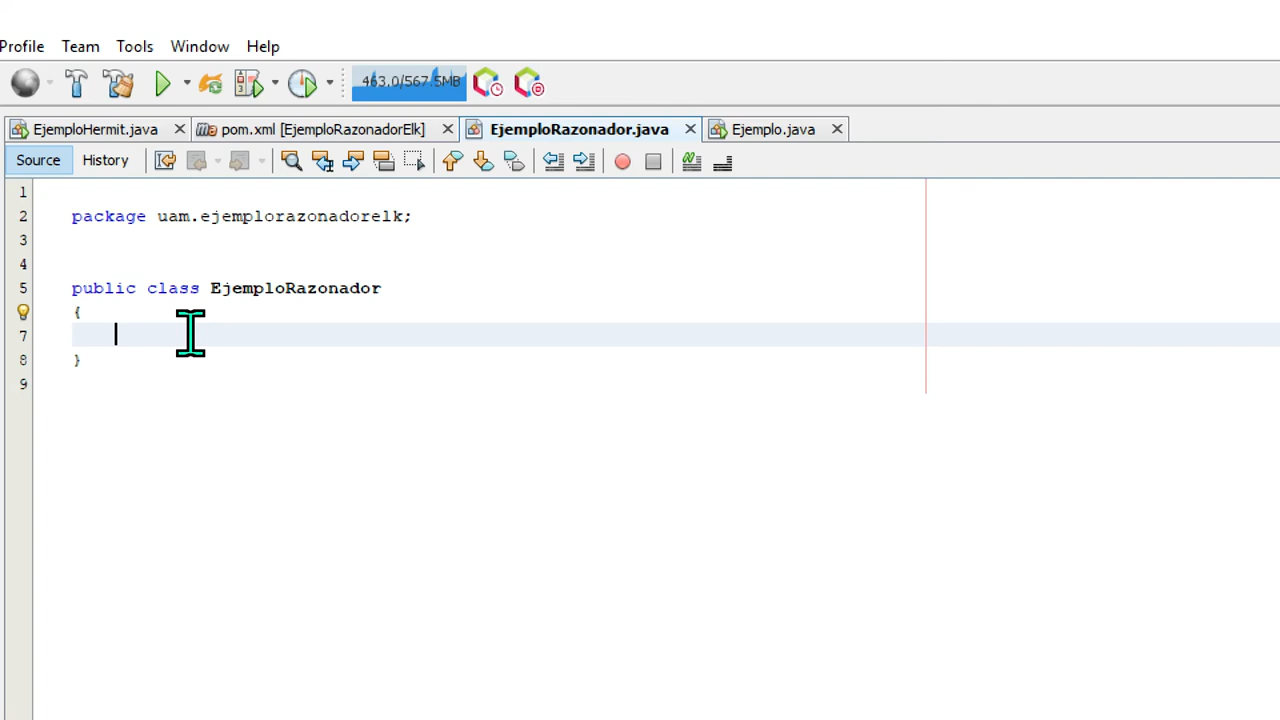 Profile Team Tools Window Help
463.0/567.5MB
EjemploHermit.java pom.xml [EjemploRazonadorElk] EjemploRazonador.java Ejemplo.java
Source History
1
2 package uam.ejemplorazonadorelk;
3
4
5 public class EjemploRazonador
{
7
8 }
9